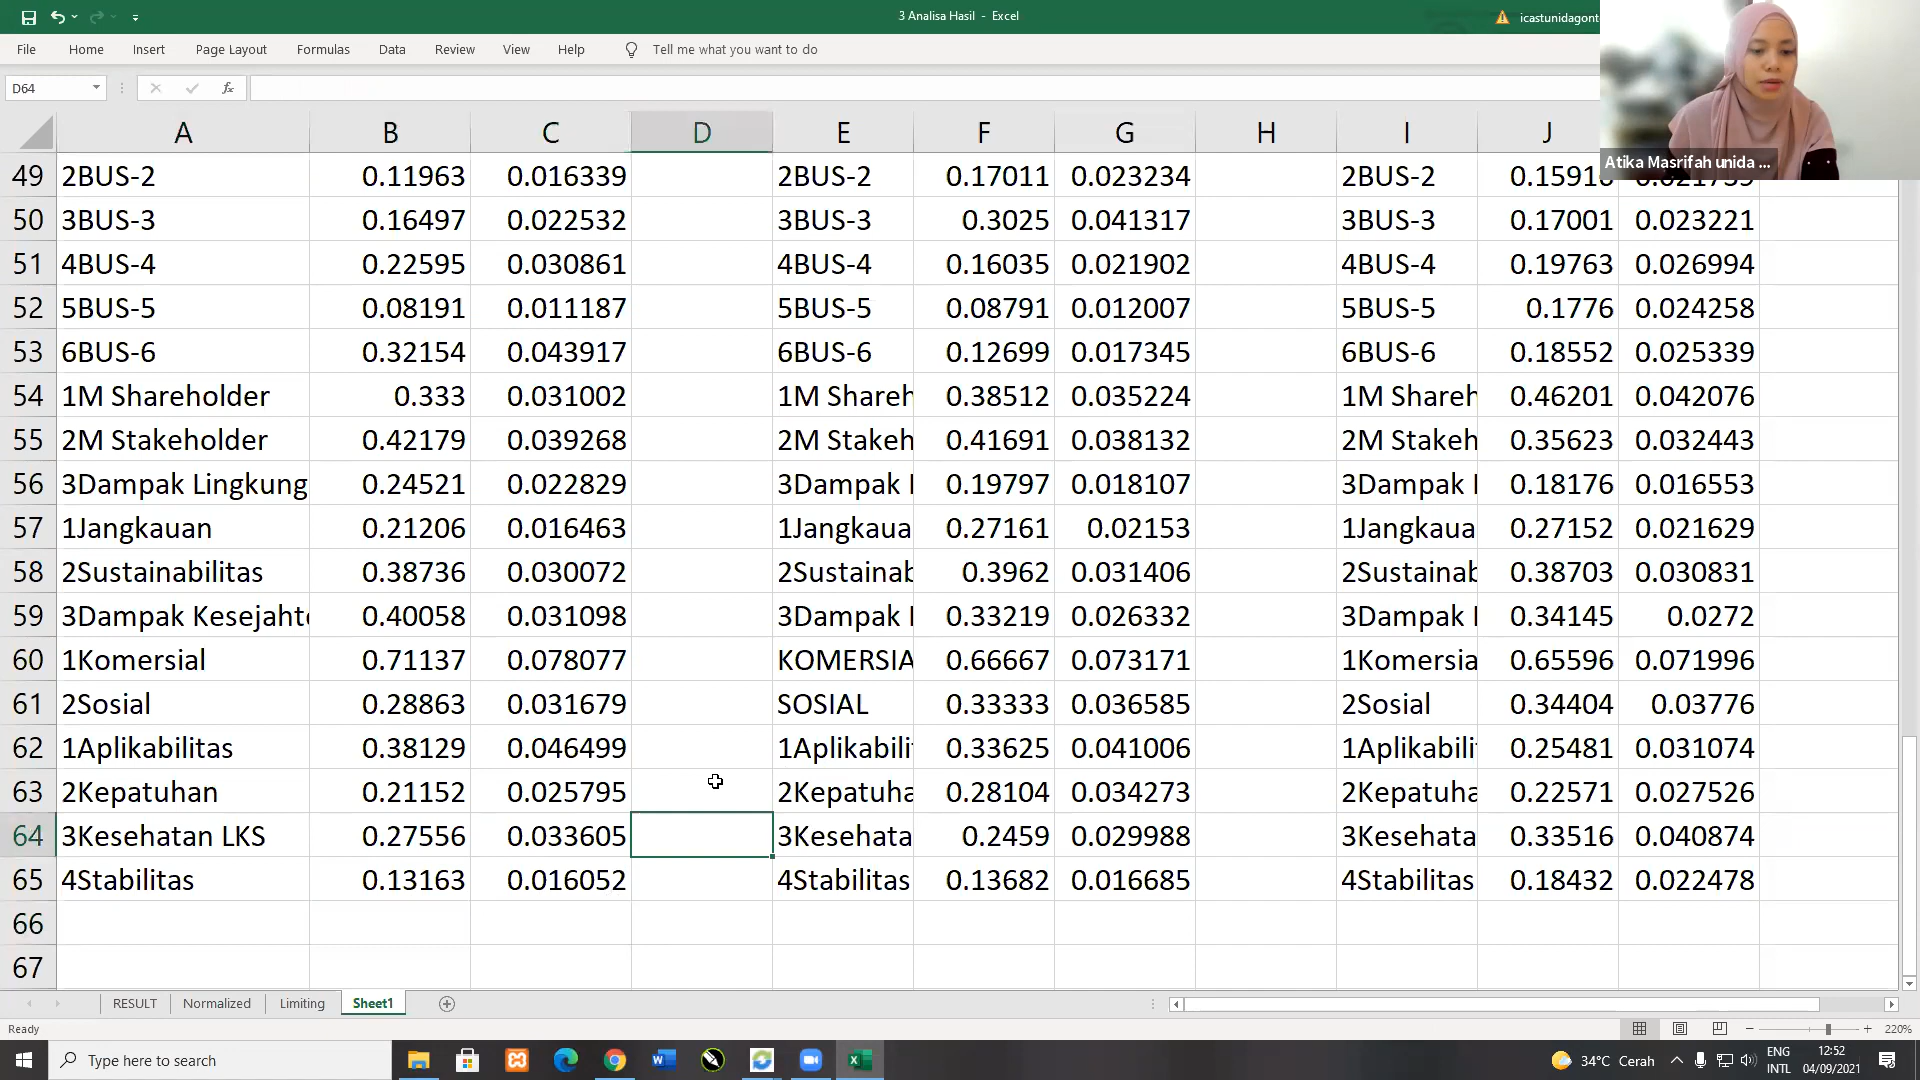 3 Analisa Hasil - Excel
icastunidagont
File Home Insert Page Layout Formulas Data Review View Help Tell me what you want to do
D64 fx
Atika Masrifah unida ...
A B C D E F G H I J
49 2BUS-2 0.11963 0.016339 2BUS-2 0.17011 0.023234 2BUS-2
50 3BUS-3 0.16497 0.022532 3BUS-3 0.3025 0.041317 3BUS-3 0.17001 0.023221
51 4BUS-4 0.22595 0.030861 4BUS-4 0.16035 0.021902 4BUS-4 0.19763 0.026994
52 5BUS-5 0.08191 0.011187 5BUS-5 0.08791 0.012007 5BUS-5 0.1776 0.024258
53 6BUS-6 0.32154 0.043917 6BUS-6 0.12699 0.017345 6BUS-6 0.18552 0.025339
54 1M Shareholder 0.333 0.031002 1M Shareh 0.38512 0.035224 1M Shareh 0.46201 0.042076
55 2M Stakeholder 0.42179 0.039268 2M Stakeh 0.41691 0.038132 2M Stakeh 0.35623 0.032443
56 3Dampak Lingkung 0.24521 0.022829 3Dampak 0.19797 0.018107 3Dampak 0.18176 0.016553
57 1Jangkauan 0.21206 0.016463 1Jangkaua 0.27161 0.02153 1Jangkaua 0.27152 0.021629
58 2Sustainabilitas 0.38736 0.030072 2Sustainab 0.3962 0.031406 2Sustainab 0.38703 0.030831
59 3Dampak Kesejahte 0.40058 0.031098 3Dampak 0.33219 0.026332 3Dampak 0.34145 0.0272
60 1Komersial 0.71137 0.078077 KOMERSIA 0.66667 0.073171 1Komersia 0.65596 0.071996
61 2Sosial 0.28863 0.031679 SOSIAL 0.33333 0.036585 2Sosial 0.34404 0.03776
62 1Aplikabilitas 0.38129 0.046499 1Aplikabili 0.33625 0.041006 1Aplikabili 0.25481 0.031074
63 2Kepatuhan 0.21152 0.025795 2Kepatuha 0.28104 0.034273 2Kepatuha 0.22571 0.027526
64 3Kesehatan LKS 0.27556 0.033605 3Kesehata 0.2459 0.029988 3Kesehata 0.33516 0.040874
65 4Stabilitas 0.13163 0.016052 4Stabilitas 0.13682 0.016685 4Stabilitas 0.18432 0.022478
66
67
RESULT Normalized Limiting Sheet1
Ready 220%
Type here to search 34°C Cerah ENG 12:52
INTL 04/09/2021